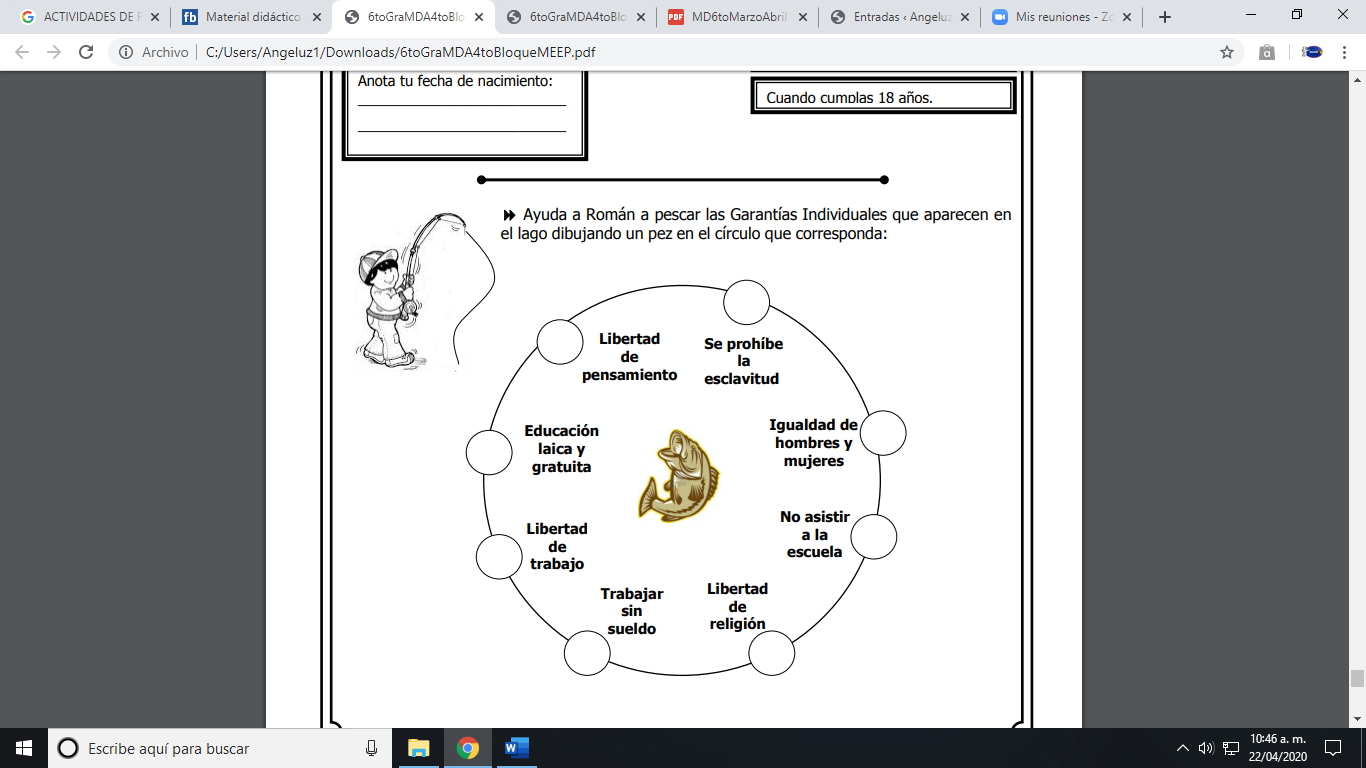 ACTIVIDADES DE F
Material didáctico
6toGraMDA4toBlo
6toGraMDA4toBlo
MD6toMarzoAbril
Entradas ‹ Angeluz
Mis reuniones - Zo
Archivo
C:/Users/Angeluz1/Downloads/6toGraMDA4toBloqueMEEP.pdf
Anota tu fecha de nacimiento:
Cuando cumplas 18 años.
Ayuda a Román a pescar las Garantías Individuales que aparecen en
el lago dibujando un pez en el círculo que corresponda:
Libertad
de
pensamiento
Se prohíbe
la
esclavitud
Educación
laica y
gratuita
Igualdad de
hombres y
mujeres
Libertad
de
trabajo
No asistir
a la
escuela
Trabajar
sin
sueldo
Libertad
de
religión
Escribe aquí para buscar
10:46 a. m.
22/04/2020